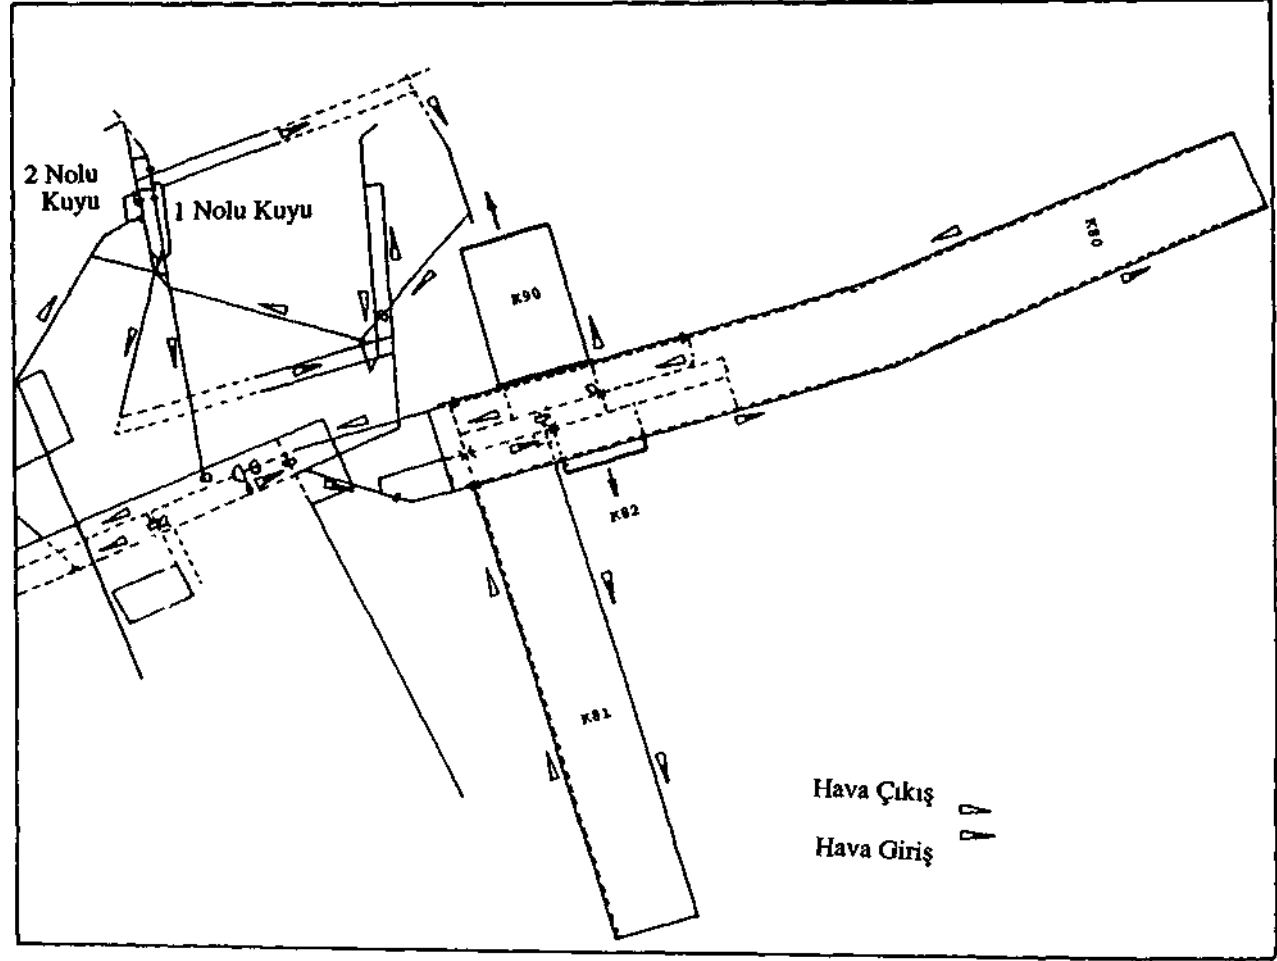 2 Nolu
Kuyu
1 Nolu Kuyu
K80
K90
K82
K81
Hava Çıkış
Hava Giriş